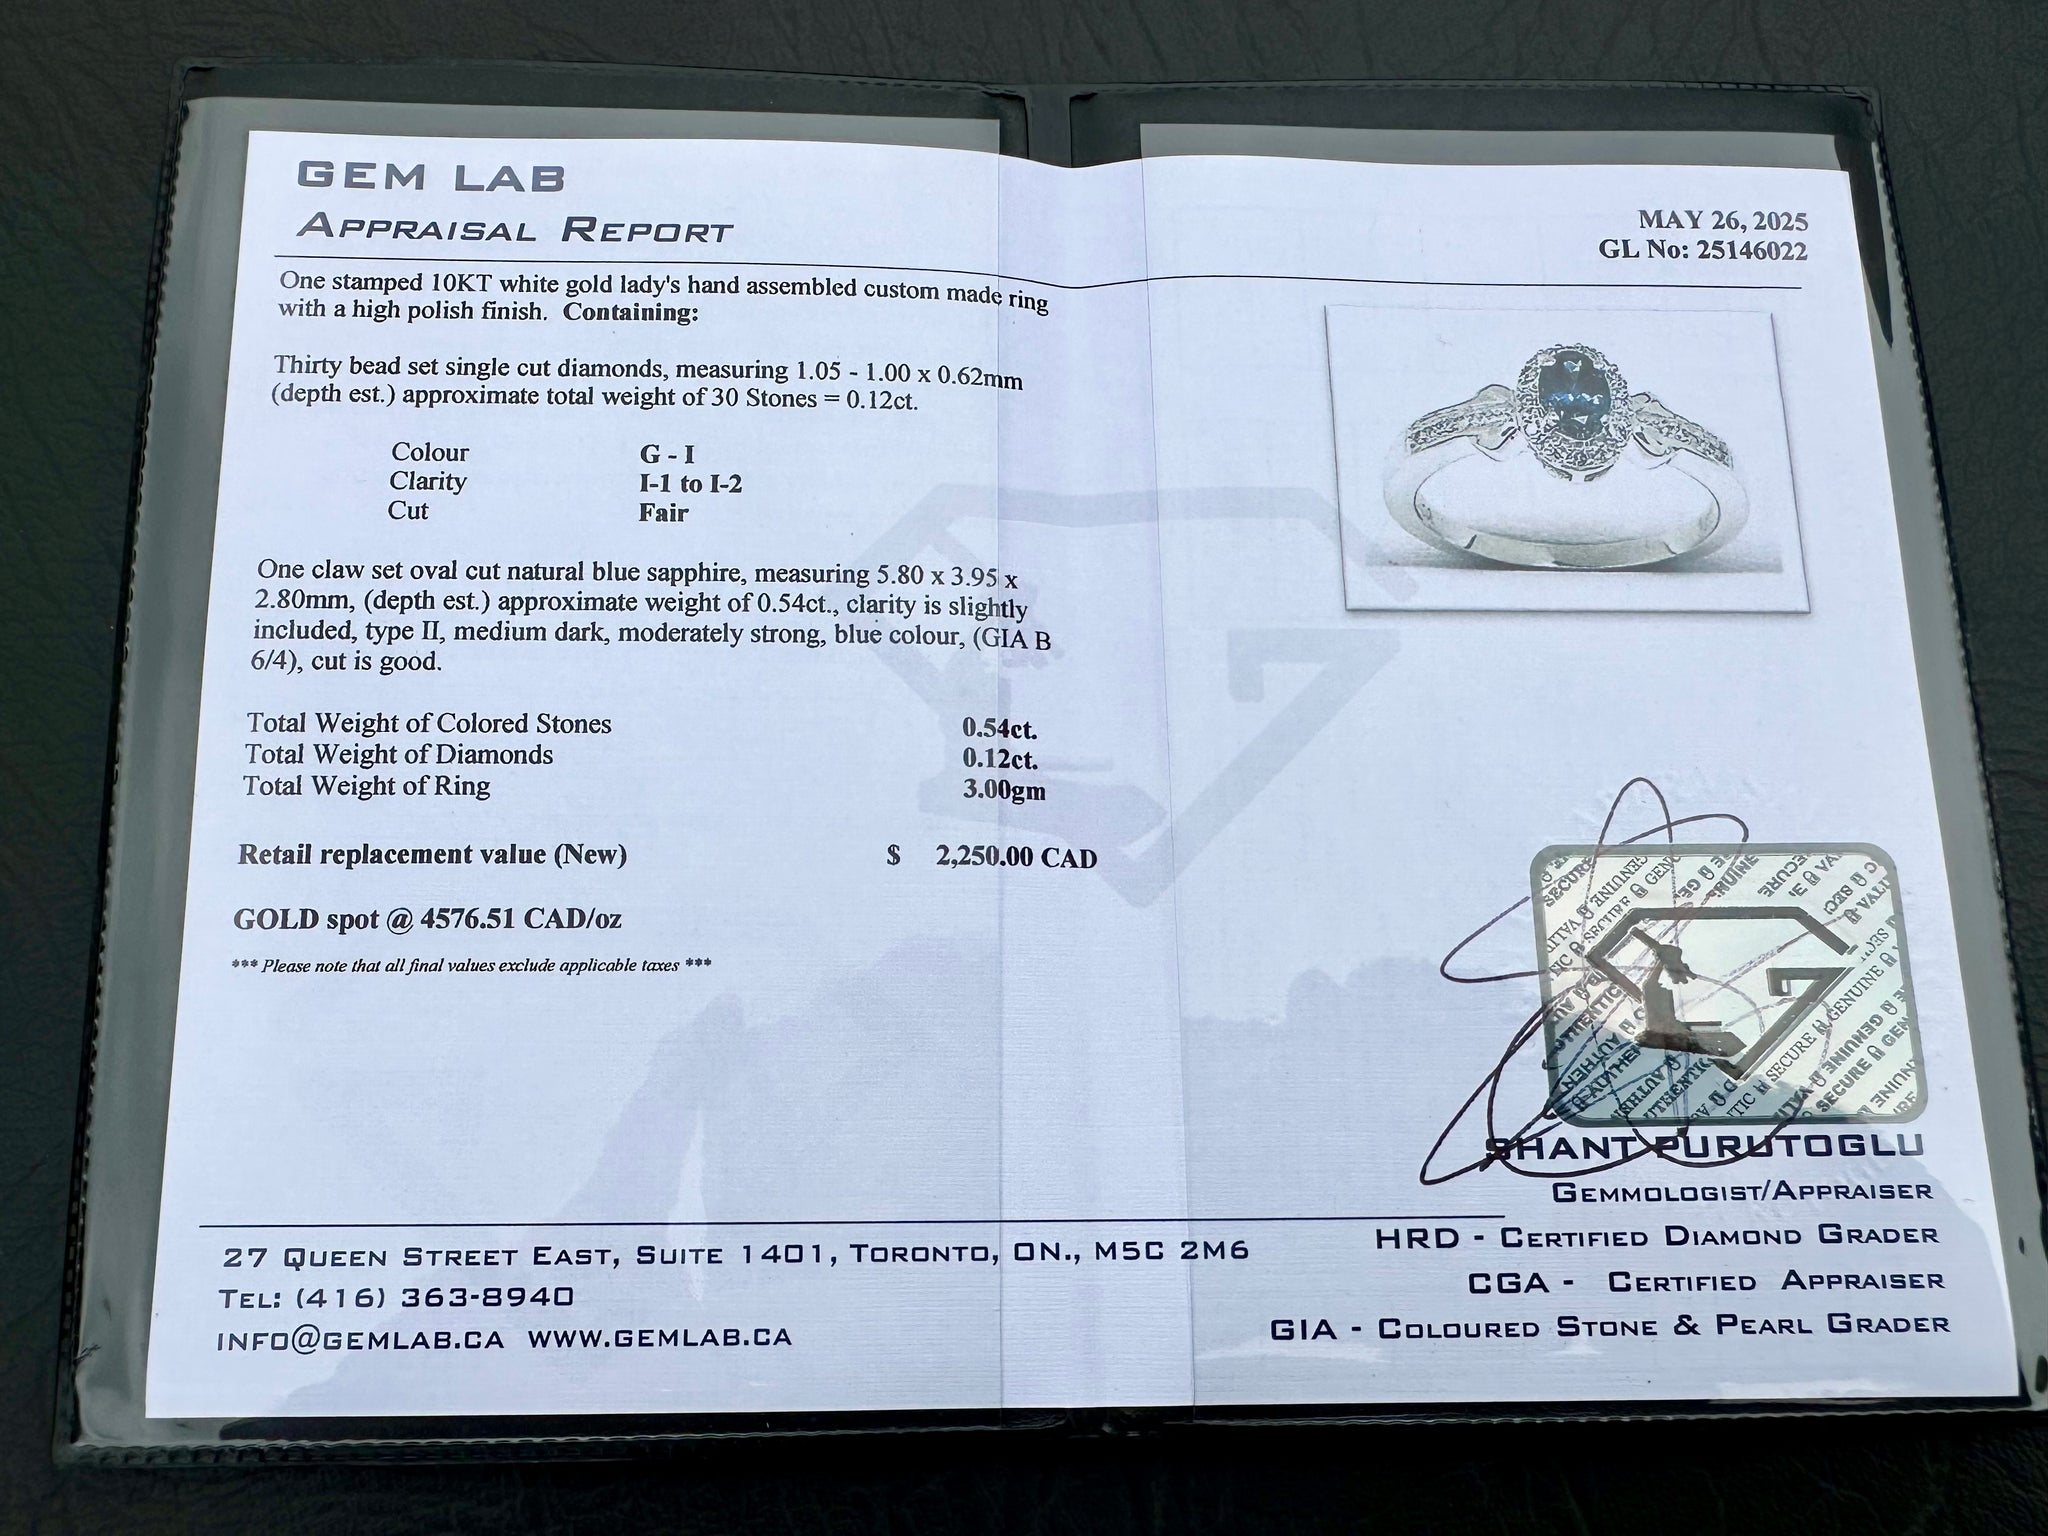 GEM LAB
APPRAISAL REPORT
MAY 26, 2025
GL No: 25146022
One stamped 10KT white gold lady's hand assembled custom made ring
with a high polish finish. Containing:
Thirty bead set single cut diamonds, measuring 1.05 - 1.00 x 0.62mm
(depth est.) approximate total weight of 30 Stones = 0.12ct.
Colour G - I
Clarity I-1 to I-2
Cut Fair
One claw set oval cut natural blue sapphire, measuring 5.80 x 3.95 x
2.80mm, (depth est.) approximate weight of 0.54ct., clarity is slightly
included, type II, medium dark, moderately strong, blue colour, (GIA B
6/4), cut is good.
Total Weight of Colored Stones 0.54ct.
Total Weight of Diamonds 0.12ct.
Total Weight of Ring 3.00gm
Retail replacement value (New) $ 2,250.00 CAD
GOLD spot @ 4576.51 CAD/oz
*** Please note that all final values exclude applicable taxes ***
SECURE GENUINE
SHANT PURUTOGLU
GEMMOLOGIST/APPRAISER
HRD - CERTIFIED DIAMOND GRADER
CGA - CERTIFIED APPRAISER
GIA - COLOURED STONE & PEARL GRADER
27 QUEEN STREET EAST, SUITE 1401, TORONTO, ON., M5C 2M6
TEL: (416) 363-8940
INFO@GEMLAB.CA WWW.GEMLAB.CA